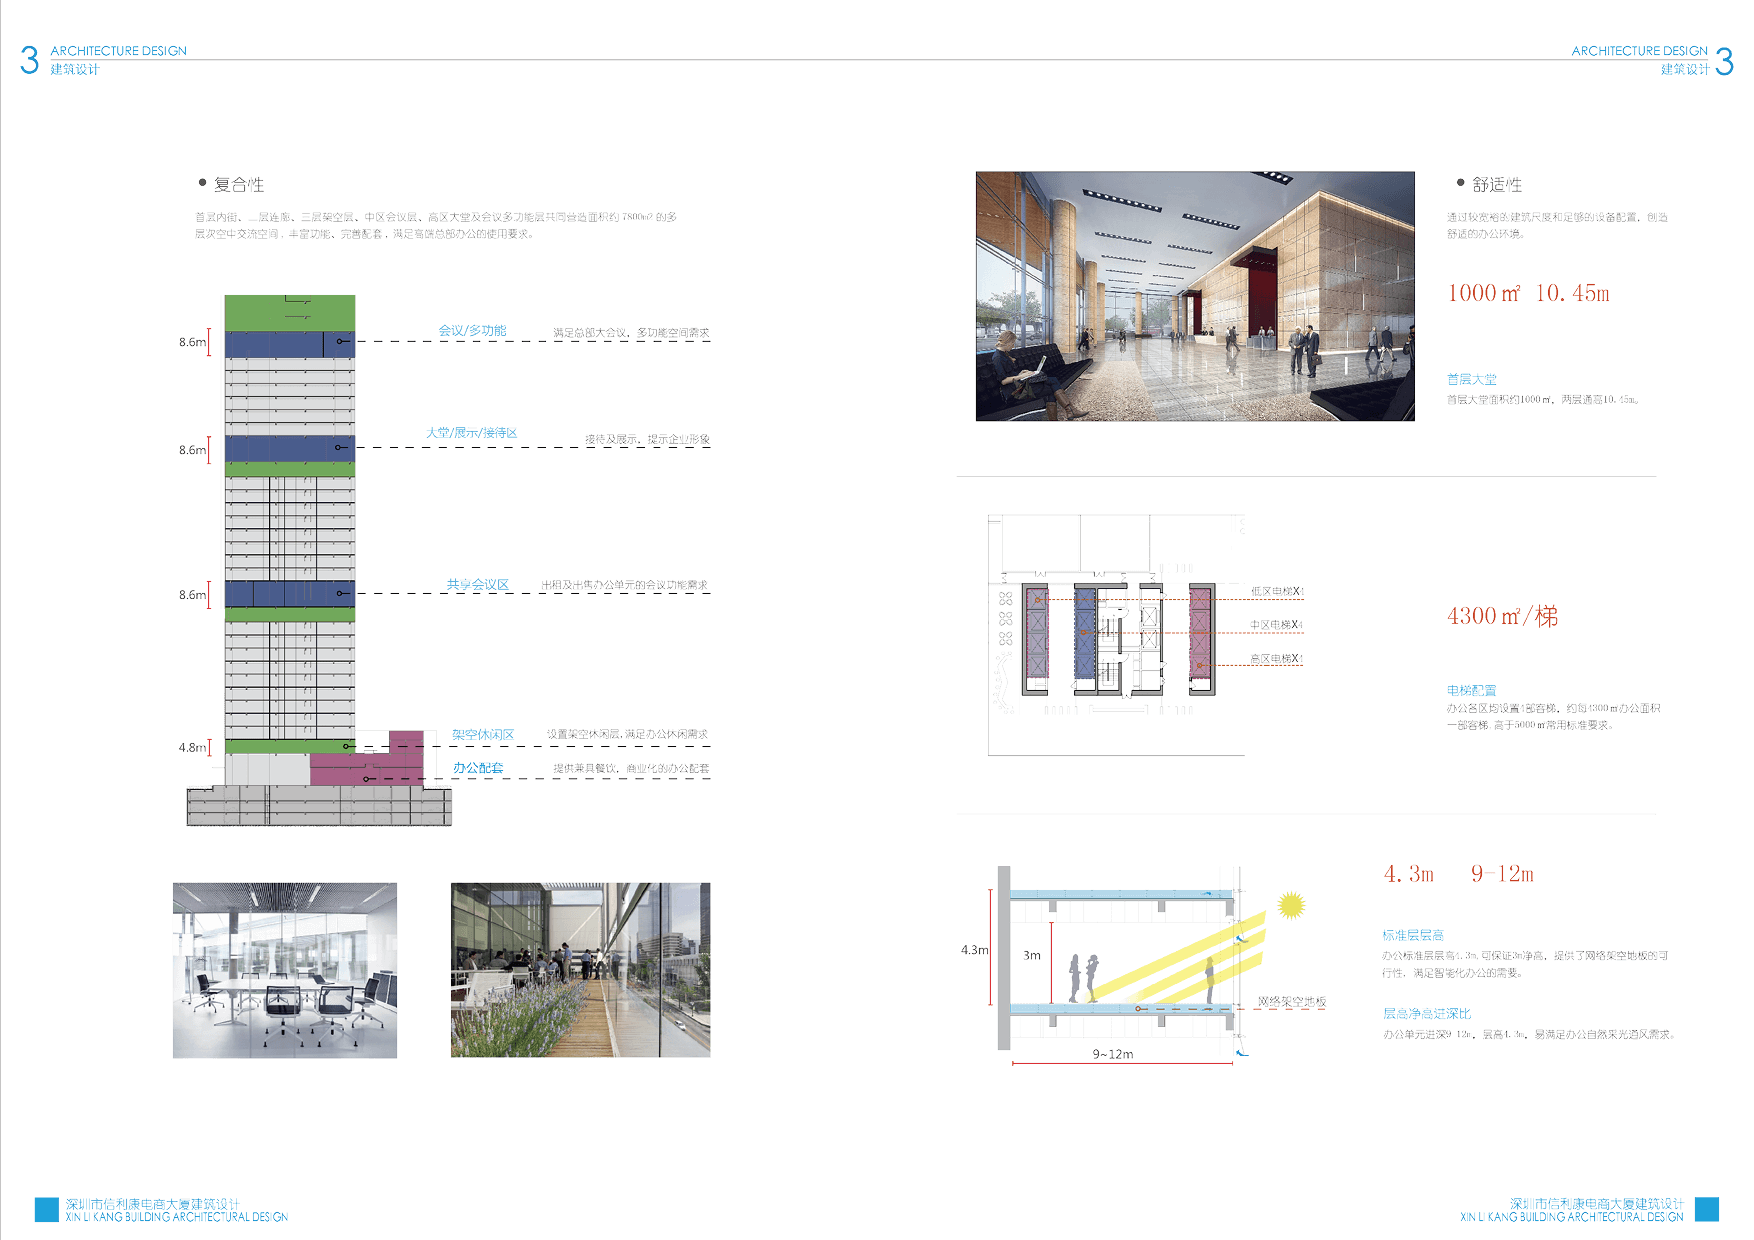 3 ARCHITECTURE DESIGN
建筑设计
ARCHITECTURE DESIGN 3
建筑设计
● 复合性
首层内街、二层连廊、三层架空层、中区会议层、高区大堂及会议多功能层共同营造面积约7800m2的多
层次空中交流空间，丰富功能、完善配套，满足高端总部办公的使用要求。
8.6m
会议/多功能
满足总部大会议，多功能空间需求
8.6m
大堂/展示/接待区
接待及展示，提示企业形象
8.6m
共享会议区
出租及出售办公单元的会议功能需求
4.8m
架空休闲区
设置架空休闲层,满足办公休闲需求
办公配套
提供兼具餐饮，商业化的办公配套
● 舒适性
通过较宽裕的建筑尺度和足够的设备配置，创造
舒适的办公环境。
1000㎡ 10.45m
首层大堂
首层大堂面积约1000㎡，两层通高10.45m。
低区电梯X4
中区电梯X4
高区电梯X4
4300㎡/梯
电梯配置
办公各区均设置4部客梯，约每4300㎡办公面积
一部客梯,高于5000㎡常用标准要求。
4.3m
3m
网络架空地板
9~12m
4.3m 9-12m
标准层层高
办公标准层层高4.3m,可保证3m净高，提供了网络架空地板的可
行性，满足智能化办公的需要。
层高净高进深比
办公单元进深9-12m，层高4.3m，易满足办公自然采光通风需求。
深圳市信利康电商大厦建筑设计
XIN LI KANG BUILDING ARCHITECTURAL DESIGN
深圳市信利康电商大厦建筑设计
XIN LI KANG BUILDING ARCHITECTURAL DESIGN